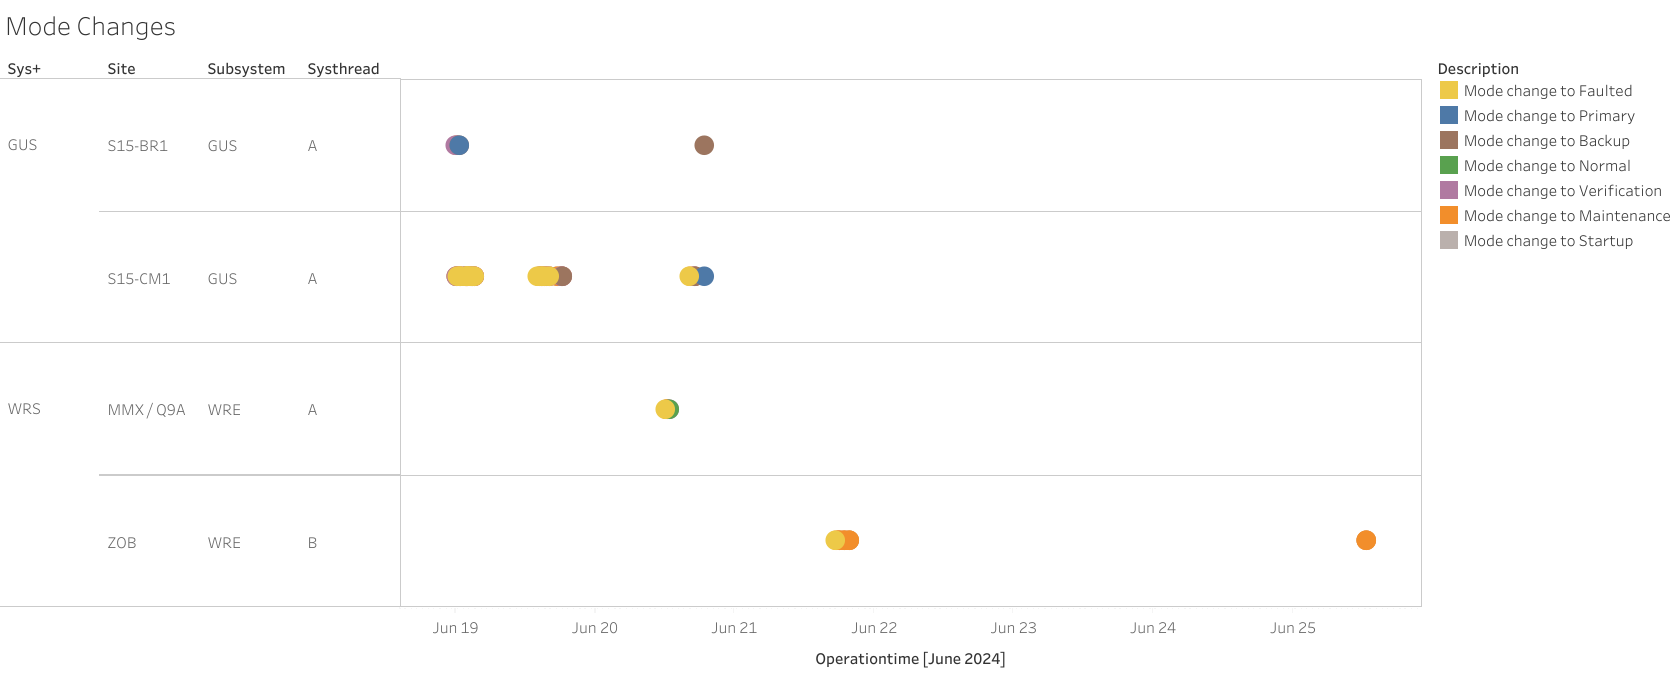 Mode Changes
Sys+ Site Subsystem Systhread
GUS S15-BR1 GUS A
S15-CM1 GUS A
WRS MMX / Q9A WRE A
ZOB WRE B
Jun 19 Jun 20 Jun 21 Jun 22 Jun 23 Jun 24 Jun 25
Operationtime [June 2024]
Description
Mode change to Faulted
Mode change to Primary
Mode change to Backup
Mode change to Normal
Mode change to Verification
Mode change to Maintenance
Mode change to Startup